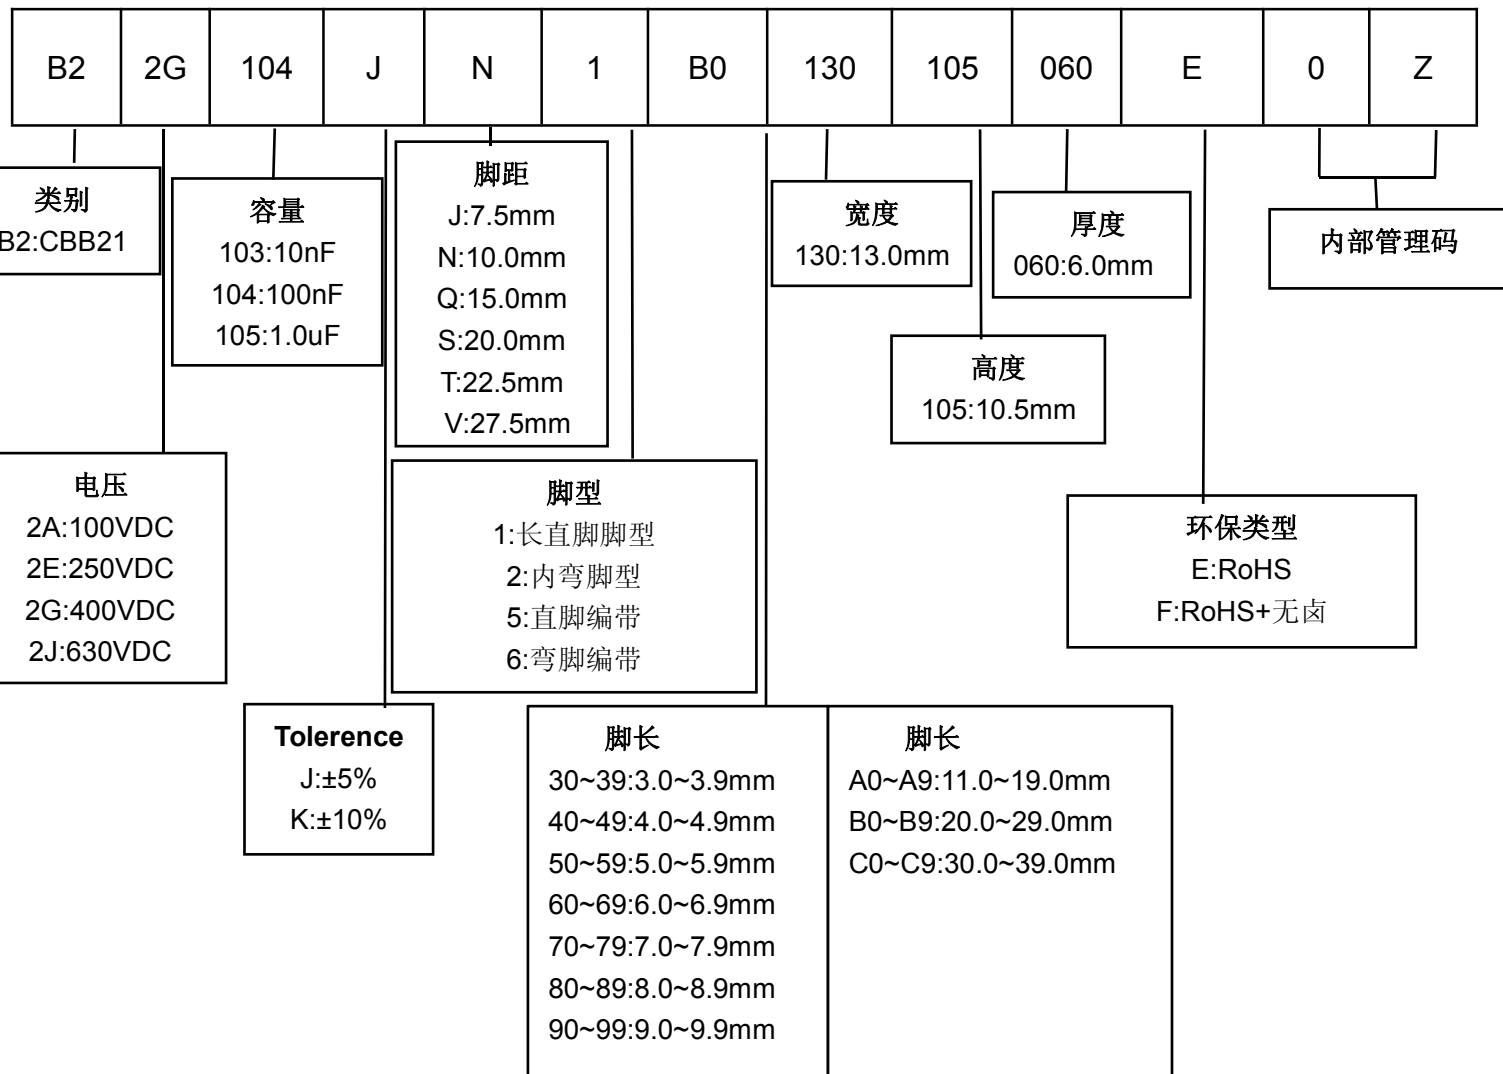 B2 2G 104 J N 1 B0 130 105 060 E 0 Z
类别
B2:CBB21
容量
103:10nF
104:100nF
105:1.0uF
脚距
J:7.5mm
N:10.0mm
Q:15.0mm
S:20.0mm
T:22.5mm
V:27.5mm
宽度
130:13.0mm
厚度
060:6.0mm
内部管理码
高度
105:10.5mm
电压
2A:100VDC
2E:250VDC
2G:400VDC
2J:630VDC
脚型
1:长直脚脚型
2:内弯脚型
5:直脚编带
6:弯脚编带
环保类型
E:RoHS
F:RoHS+无卤
Tolerence
J:±5%
K:±10%
脚长
30~39:3.0~3.9mm
40~49:4.0~4.9mm
50~59:5.0~5.9mm
60~69:6.0~6.9mm
70~79:7.0~7.9mm
80~89:8.0~8.9mm
90~99:9.0~9.9mm
脚长
A0~A9:11.0~19.0mm
B0~B9:20.0~29.0mm
C0~C9:30.0~39.0mm